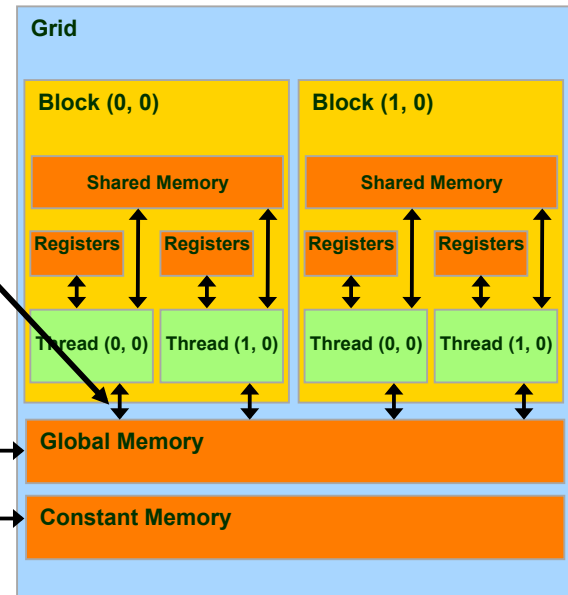 Grid
Block (0, 0)
Block (1, 0)
Shared Memory
Shared Memory
Registers
Registers
Registers
Registers
Thread (0, 0)
Thread (1, 0)
Thread (0, 0)
Thread (1, 0)
Global Memory
Constant Memory